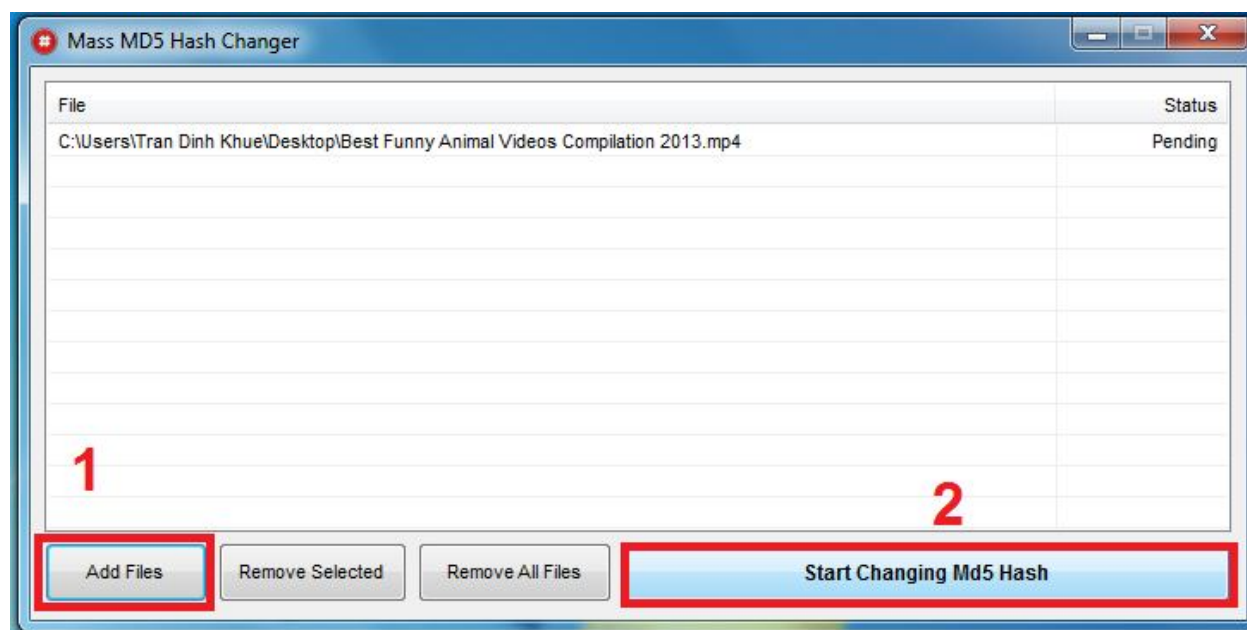 Mass MD5 Hash Changer
File Status
C:\Users\Tran Dinh Khue\Desktop\Best Funny Animal Videos Compilation 2013.mp4 Pending
1
2
Add Files Remove Selected Remove All Files Start Changing Md5 Hash